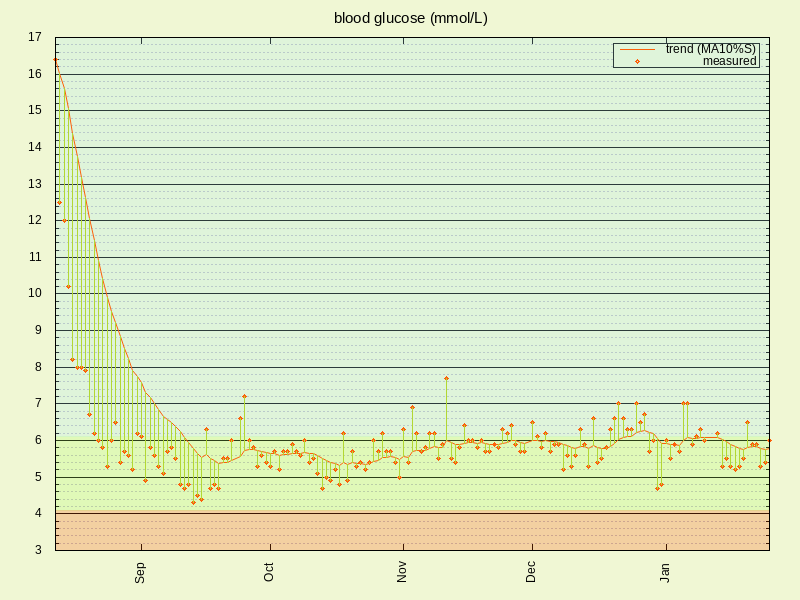 blood glucose (mmol/L)
17
trend (MA10%S)
measured
16
15
14
13
12
11
10
9
8
7
6
5
4
3
Sep
Oct
Nov
Dec
Jan